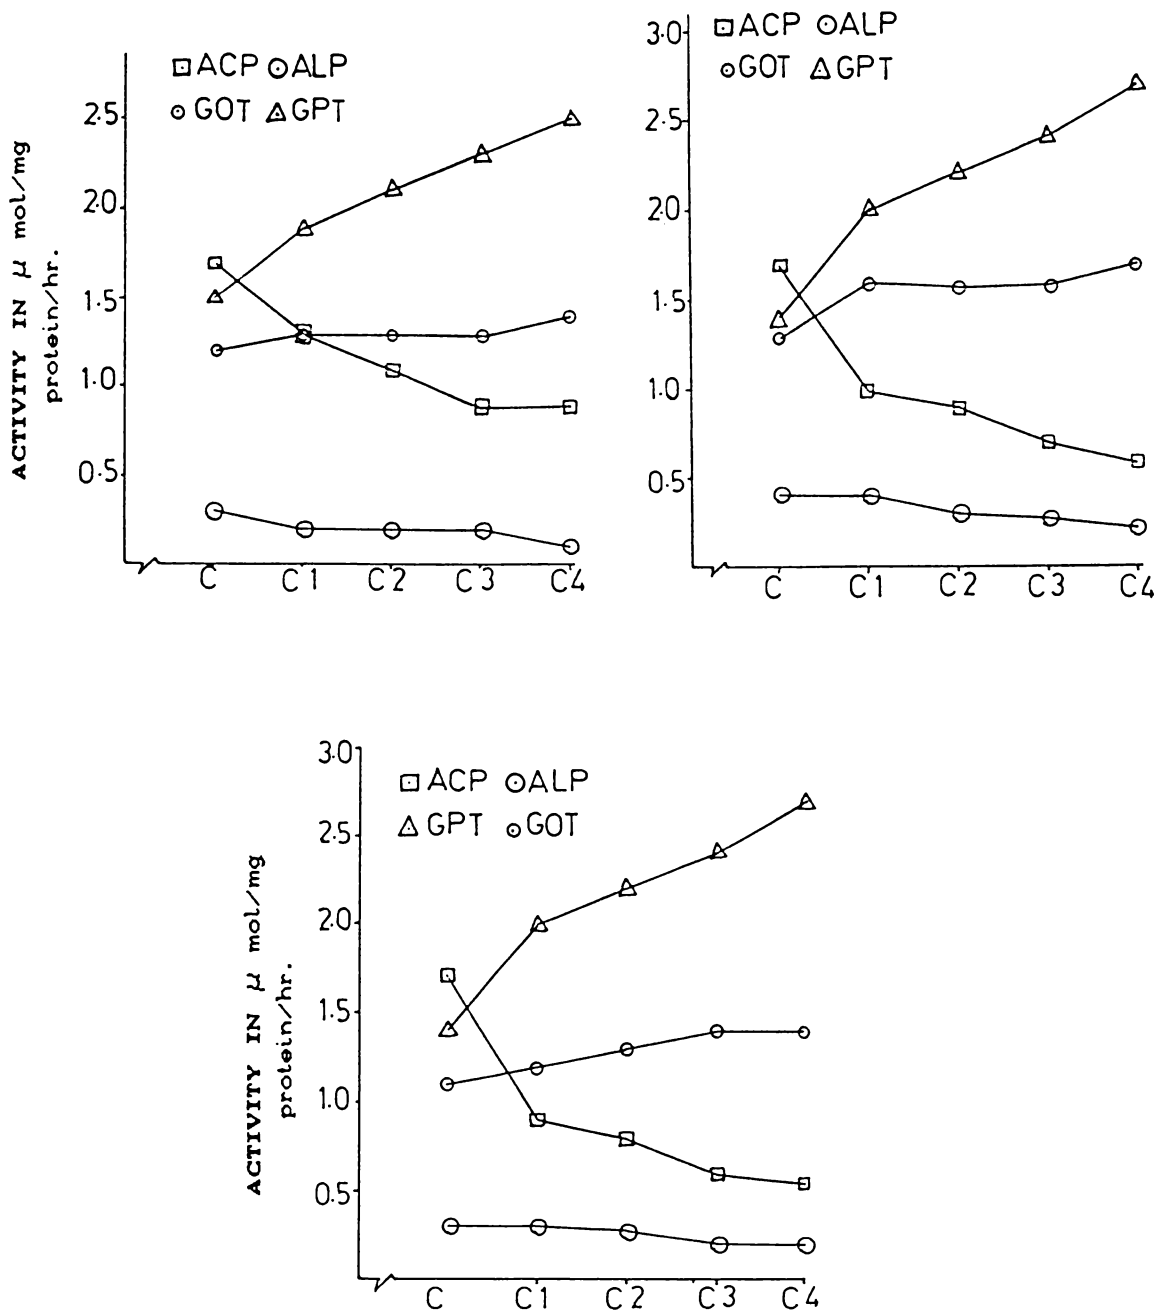 ACP ALP
GOT GPT
2.5
2.0
1.5
1.0
0.5
ACTIVITY IN μ mol/mg
protein/hr.
C C1 C2 C3 C4
ACP ALP
GOT GPT
3.0
2.5
2.0
1.5
1.0
0.5
C C1 C2 C3 C4
ACP ALP
GPT GOT
3.0
2.5
2.0
1.5
1.0
0.5
ACTIVITY IN μ mol/mg
protein/hr.
C C1 C2 C3 C4